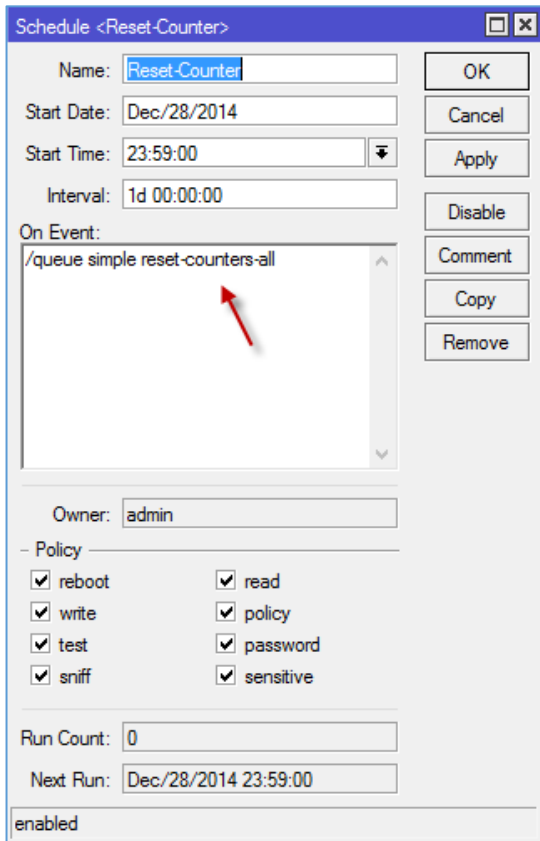 Schedule <Reset-Counter>
Name: Reset-Counter
OK
Start Date: Dec/28/2014
Cancel
Start Time: 23:59:00
Apply
Interval: 1d 00:00:00
Disable
On Event:
/queue simple reset-counters-all
Comment
Copy
Remove
Owner: admin
Policy
reboot read
write policy
test password
sniff sensitive
Run Count: 0
Next Run: Dec/28/2014 23:59:00
enabled